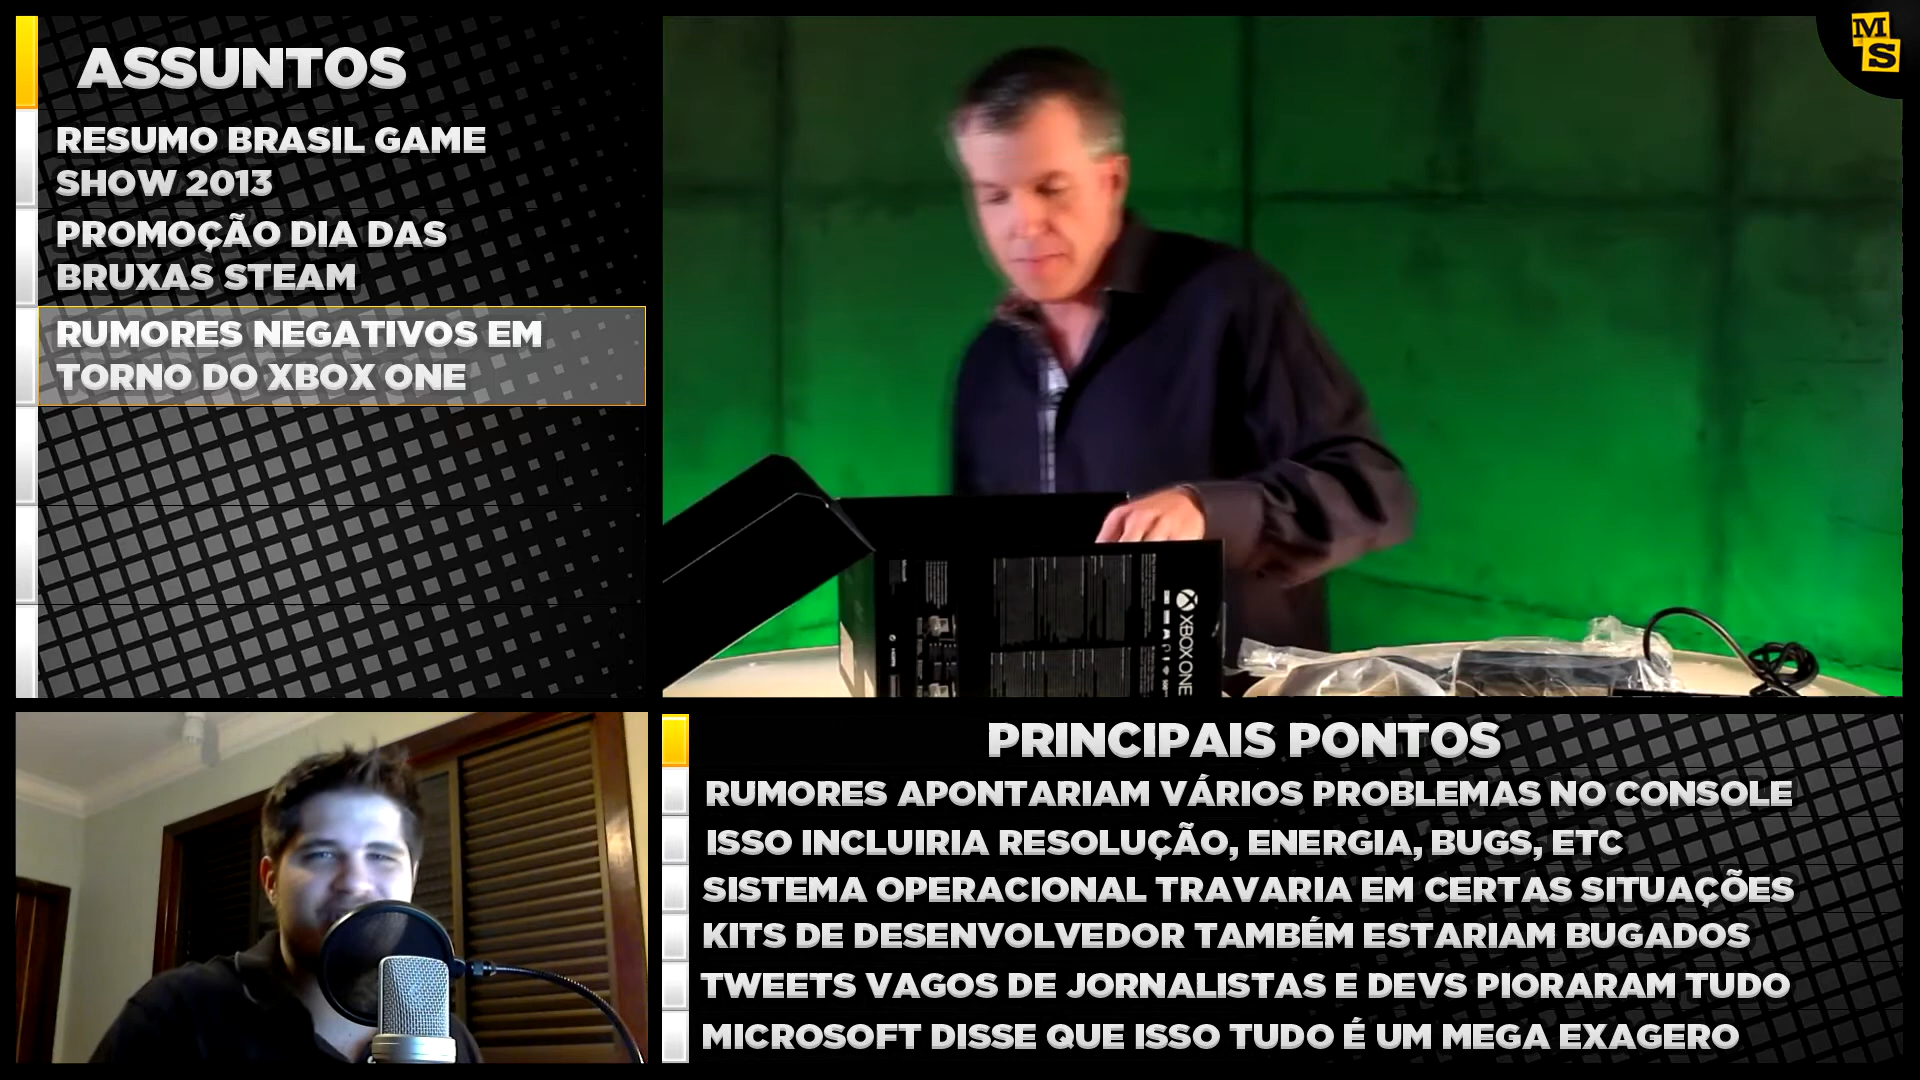 ASSUNTOS
RESUMO BRASIL GAME
SHOW 2013
PROMOÇÃO DIA DAS
BRUXAS STEAM
RUMORES NEGATIVOS EM
TORNO DO XBOX ONE
MS
XBOX ONE
PRINCIPAIS PONTOS
RUMORES APONTARIAM VÁRIOS PROBLEMAS NO CONSOLE
ISSO INCLUIRIA RESOLUÇÃO, ENERGIA, BUGS, ETC
SISTEMA OPERACIONAL TRAVARIA EM CERTAS SITUAÇÕES
KITS DE DESENVOLVEDOR TAMBÉM ESTARIAM BUGADOS
TWEETS VAGOS DE JORNALISTAS E DEVS PIORARAM TUDO
MICROSOFT DISSE QUE ISSO TUDO É UM MEGA EXAGERO